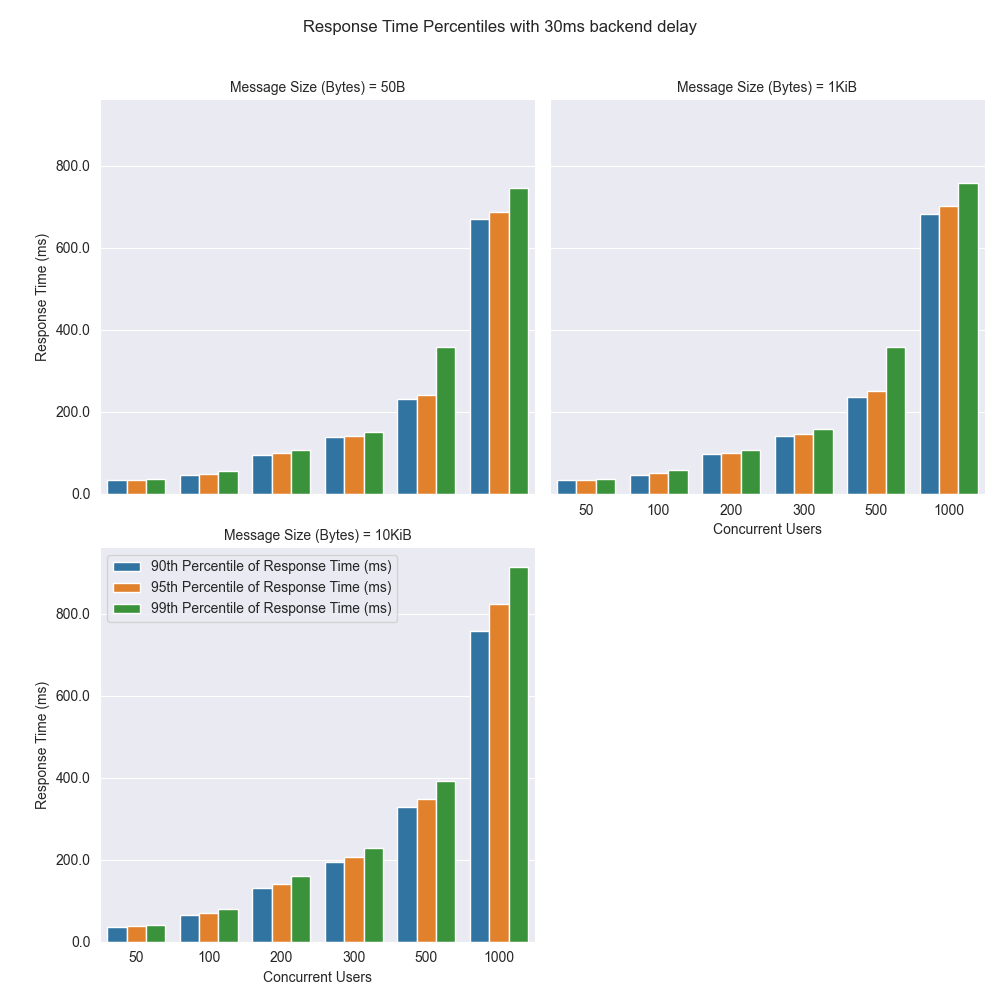 Response Time Percentiles with 30ms backend delay
Message Size (Bytes) = 50B
800.0
600.0
400.0
200.0
0.0
Response Time (ms)
Message Size (Bytes) = 1KiB
50 100 200 300 500 1000
Concurrent Users
Message Size (Bytes) = 10KiB
90th Percentile of Response Time (ms)
95th Percentile of Response Time (ms)
99th Percentile of Response Time (ms)
800.0
600.0
400.0
200.0
0.0
Response Time (ms)
50 100 200 300 500 1000
Concurrent Users